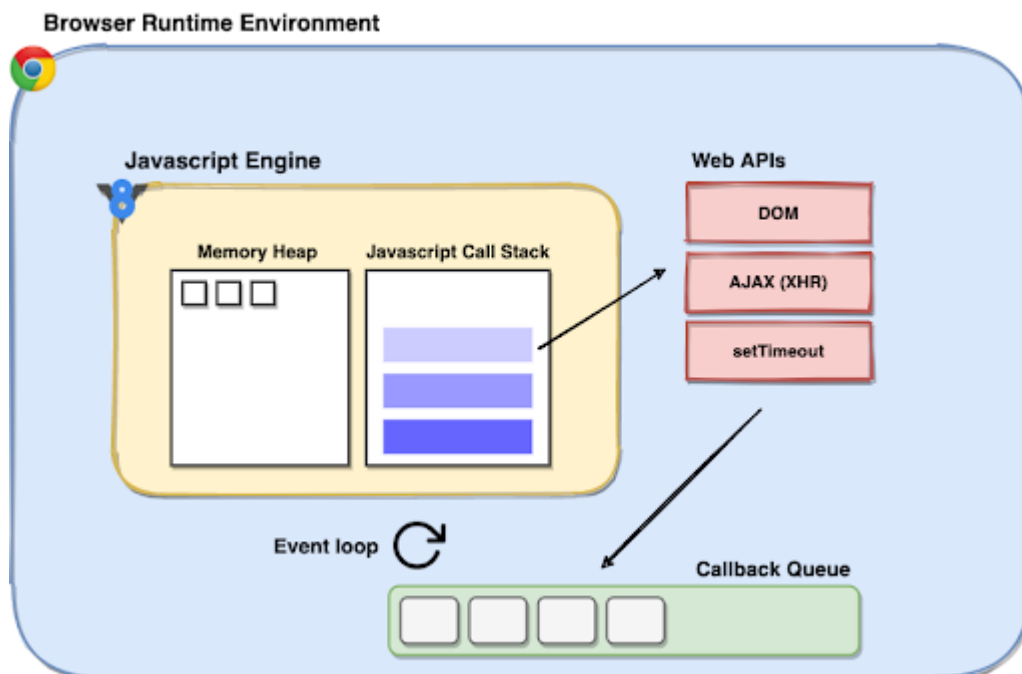 Browser Runtime Environment
Javascript Engine
Web APIs
DOM
Memory Heap
Javascript Call Stack
AJAX (XHR)
setTimeout
Event loop
Callback Queue